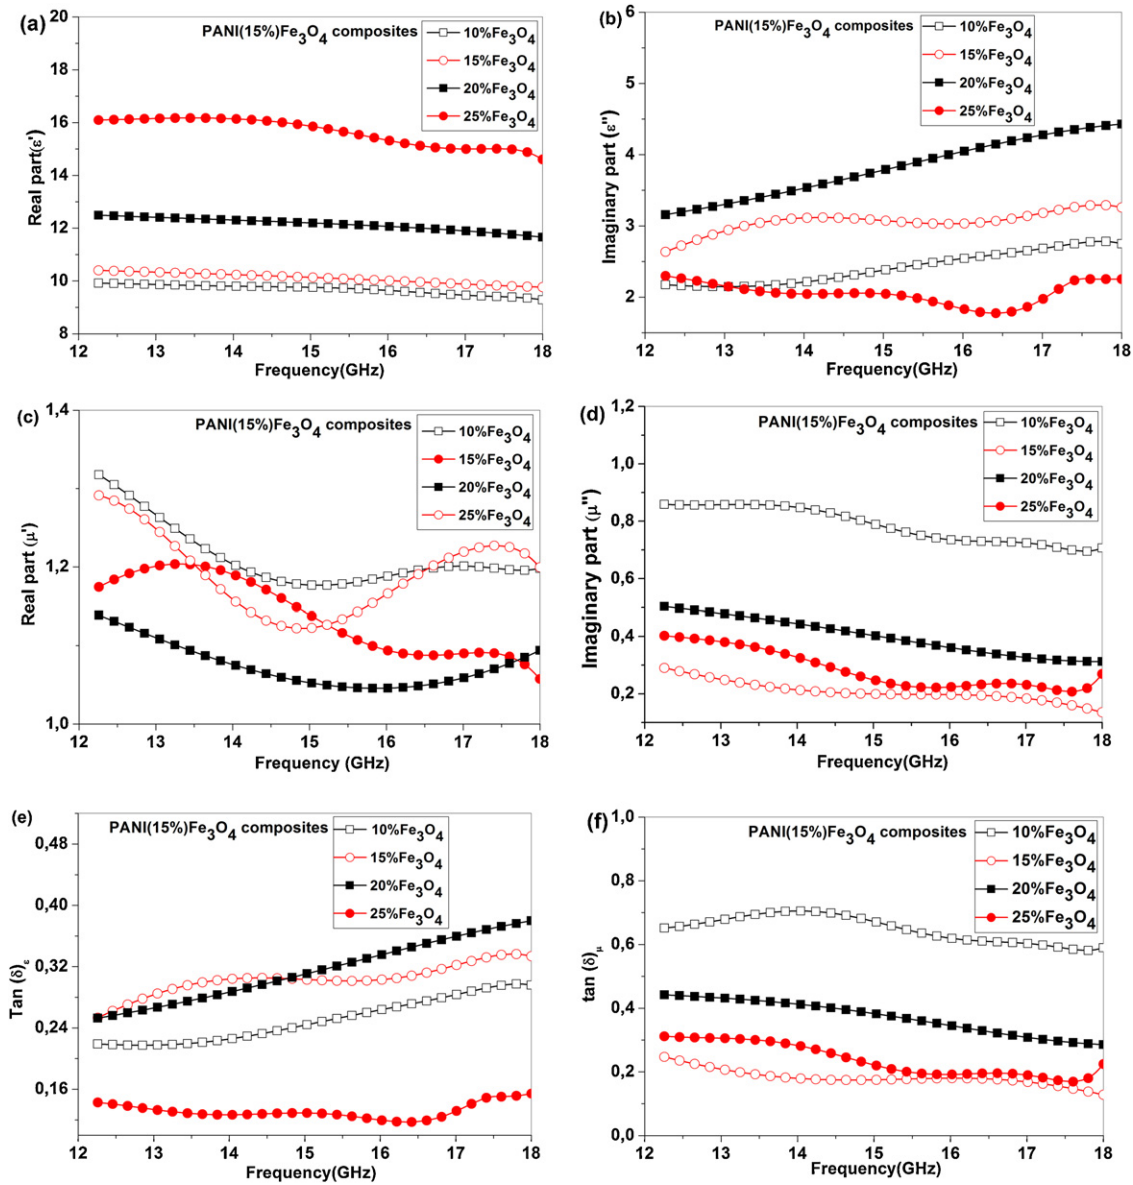 (a)
PANI(15%)Fe3O4 composites
10%Fe3O4
15%Fe3O4
20%Fe3O4
25%Fe3O4
Real part(ε')
20
18
16
14
12
10
8
12 13 14 15 16 17 18
Frequency(GHz)
(b)
PANI(15%)Fe3O4 composites
10%Fe3O4
15%Fe3O4
20%Fe3O4
25%Fe3O4
Imaginary part (ε'')
6
5
4
3
2
12 13 14 15 16 17 18
Frequency(GHz)
(c)
PANI(15%)Fe3O4 composites
10%Fe3O4
15%Fe3O4
20%Fe3O4
25%Fe3O4
Real part (μ')
1,4
1,2
1,0
12 13 14 15 16 17 18
Frequency (GHz)
(d)
PANI(15%)Fe3O4 composites
10%Fe3O4
15%Fe3O4
20%Fe3O4
25%Fe3O4
Imaginary part (μ'')
1,2
1,0
0,8
0,6
0,4
0,2
12 13 14 15 16 17 18
Frequency(GHz)
(e)
PANI(15%)Fe3O4 composites
10%Fe3O4
15%Fe3O4
20%Fe3O4
25%Fe3O4
Tan (δ)ε
0,48
0,40
0,32
0,24
0,16
12 13 14 15 16 17 18
Frequency(GHz)
(f)
PANI(15%)Fe3O4 composites
10%Fe3O4
15%Fe3O4
20%Fe3O4
25%Fe3O4
tan (δ)μ
1,0
0,8
0,6
0,4
0,2
0,0
12 13 14 15 16 17 18
Frequency(GHz)